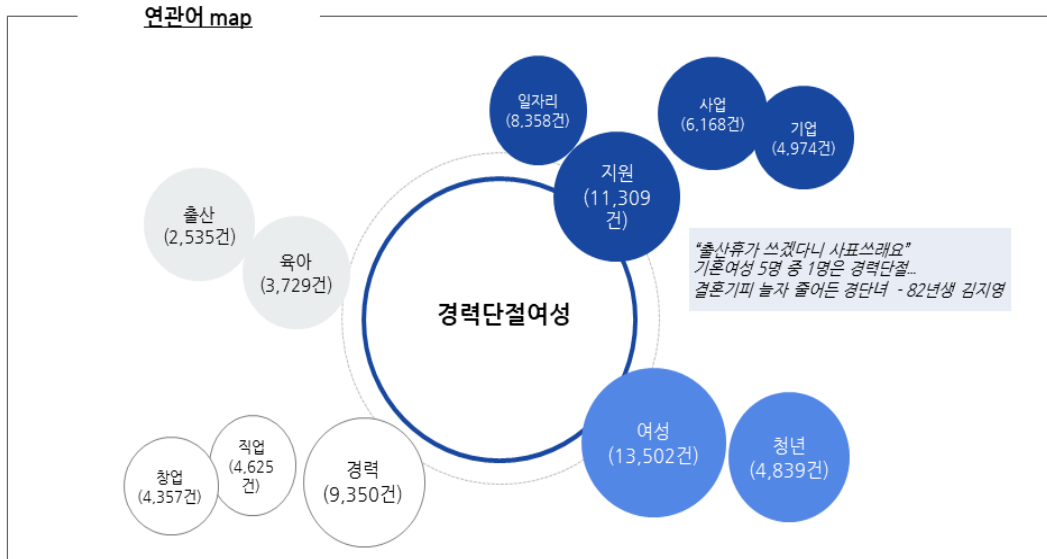 연관어 map
일자리
(8,358건)
사업
(6,168건)
기업
(4,974건)
지원
(11,309
건)
출산
(2,535건)
육아
(3,729건)
“출산휴가 쓰겠다니 사표쓰래요”
기혼여성 5명 중 1명은 경력단절...
결혼기피 늘자 줄어든 경단녀 - 82년생 김지영
경력단절여성
여성
(13,502건)
청년
(4,839건)
직업
(4,625
건)
창업
(4,357건)
경력
(9,350건)